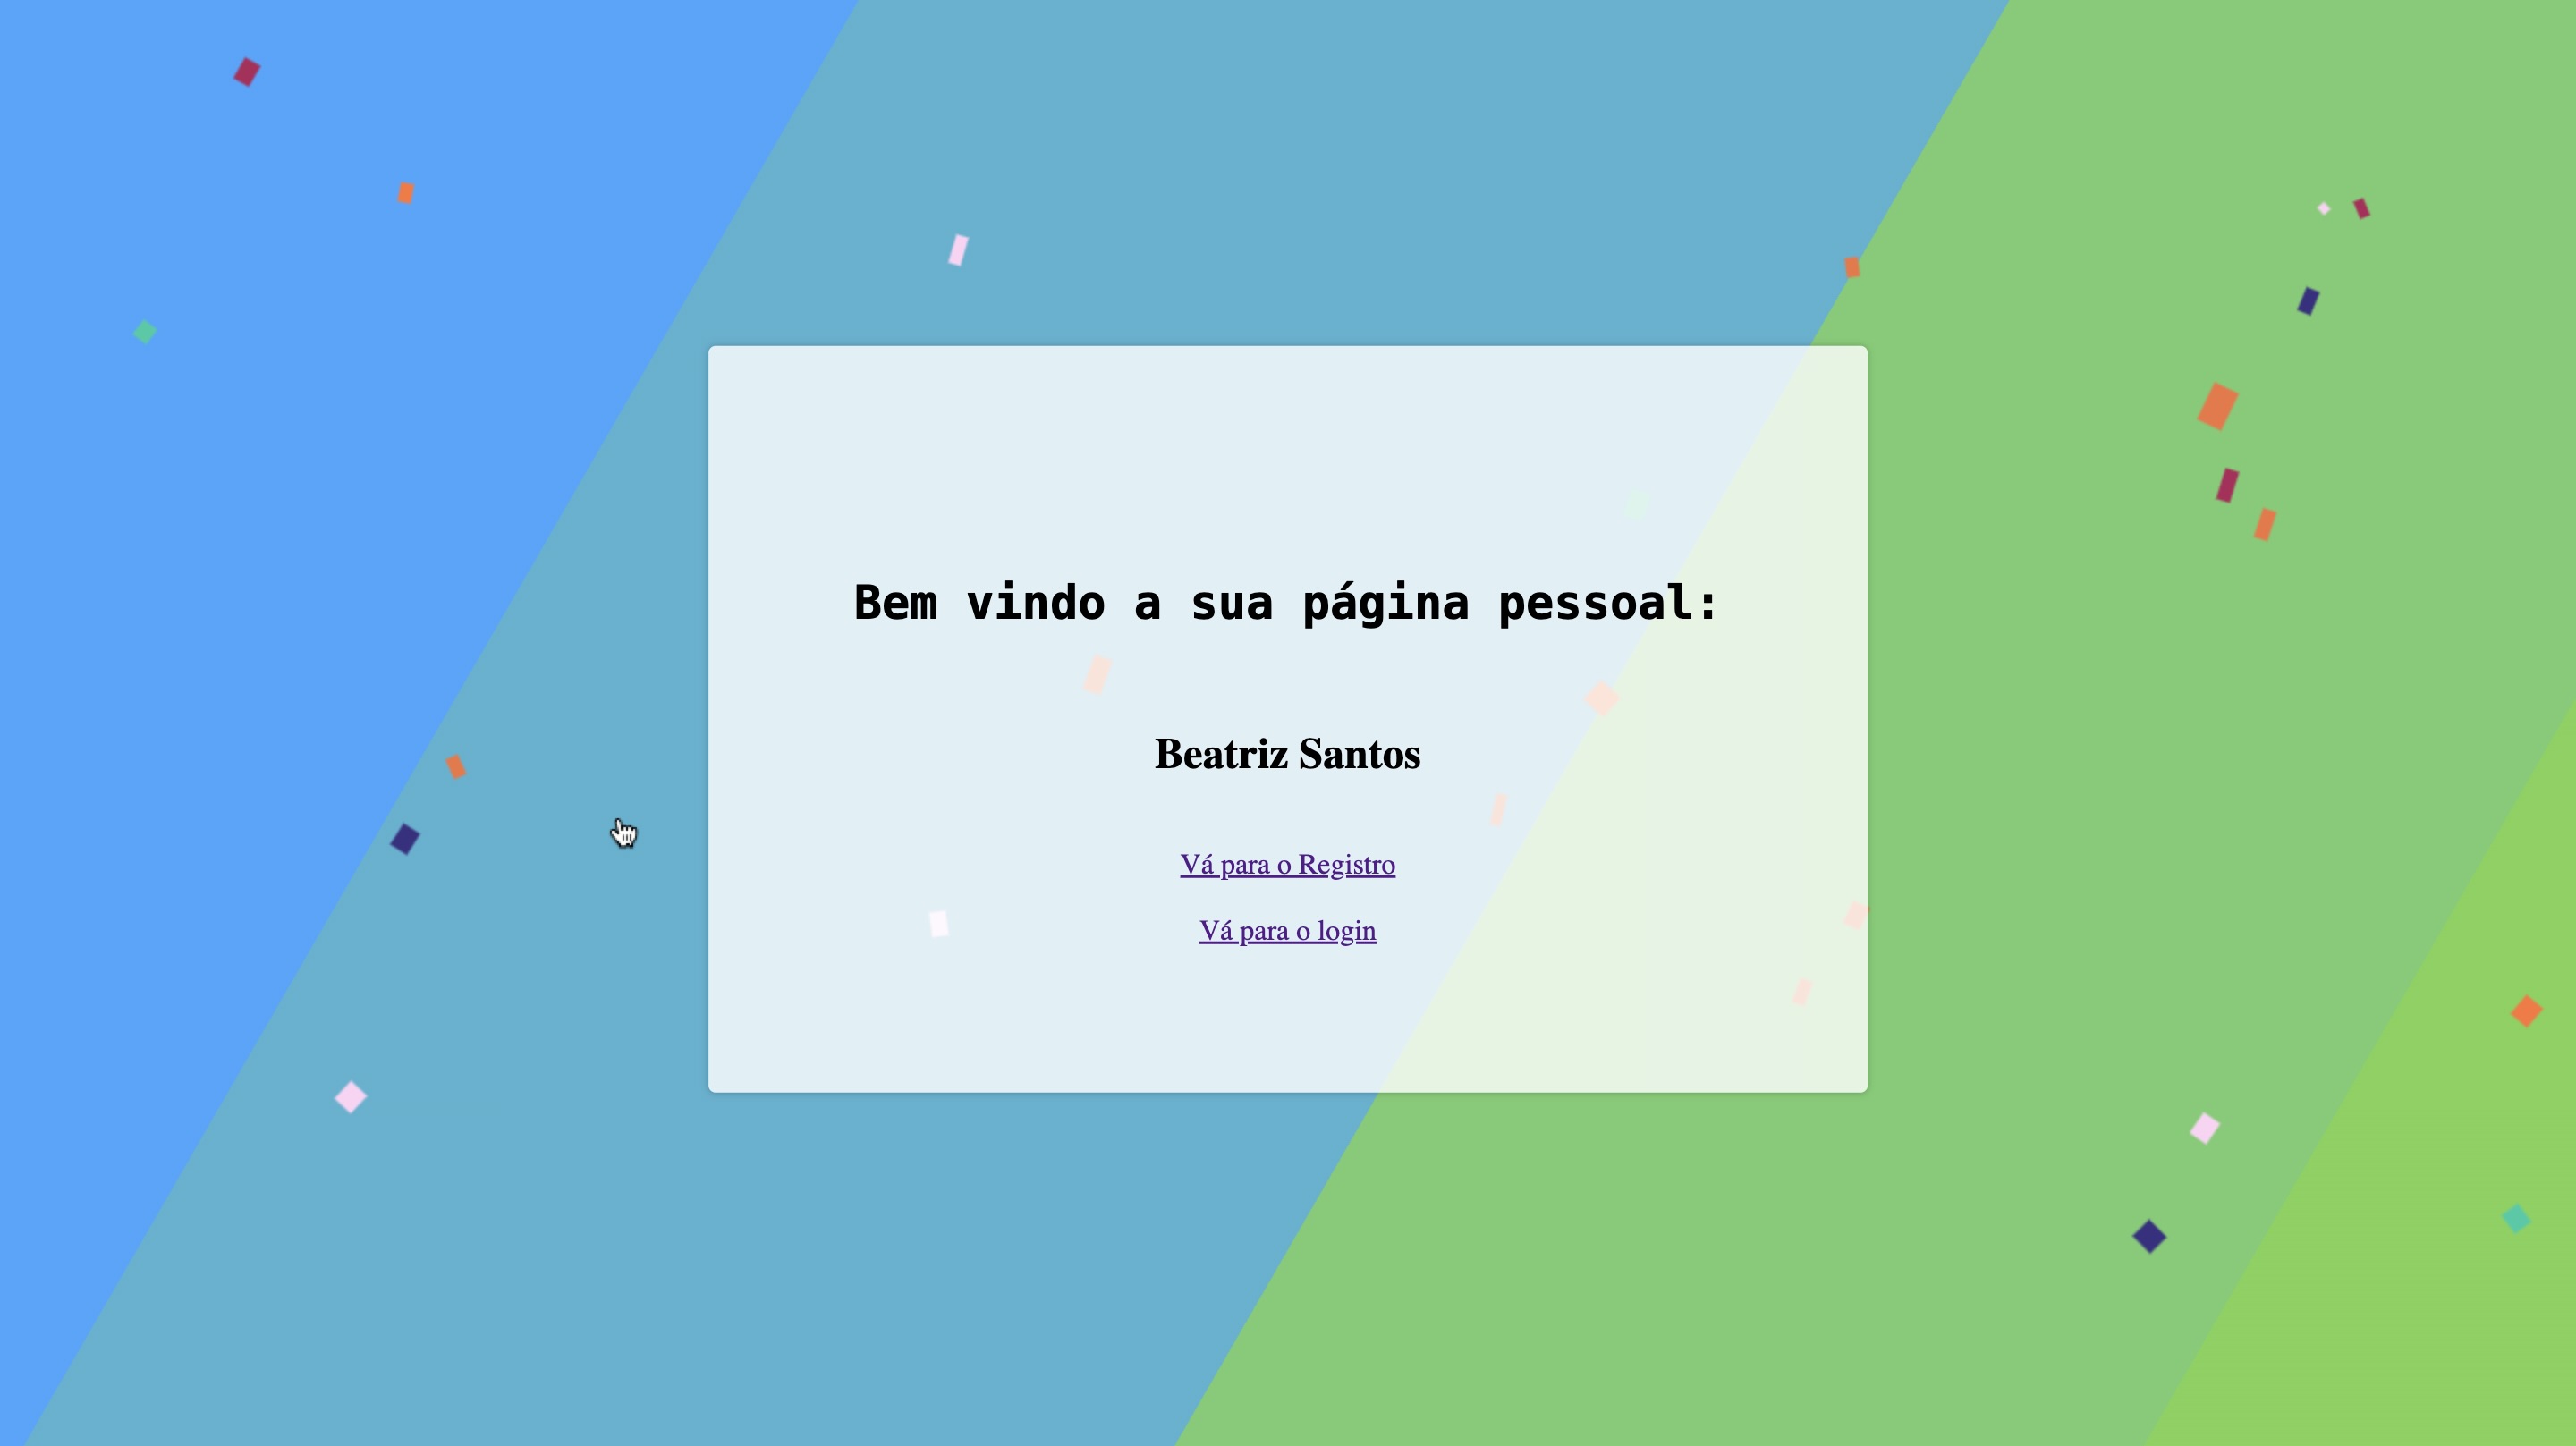 Bem vindo a sua página pessoal:
Beatriz Santos
Vá para o Registro
Vá para o login